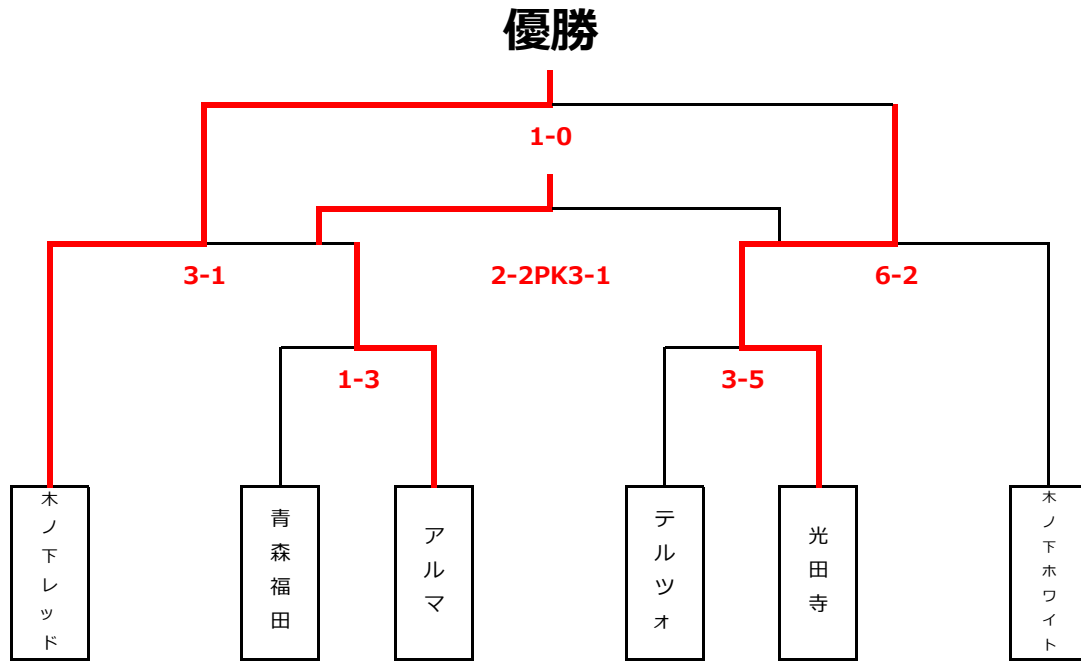 優勝
1-0
3-1
2-2PK3-1
6-2
1-3
3-5
木ノ下レッド
青森福田
アルマ
テルツォ
光田寺
木ノ下ホワイト